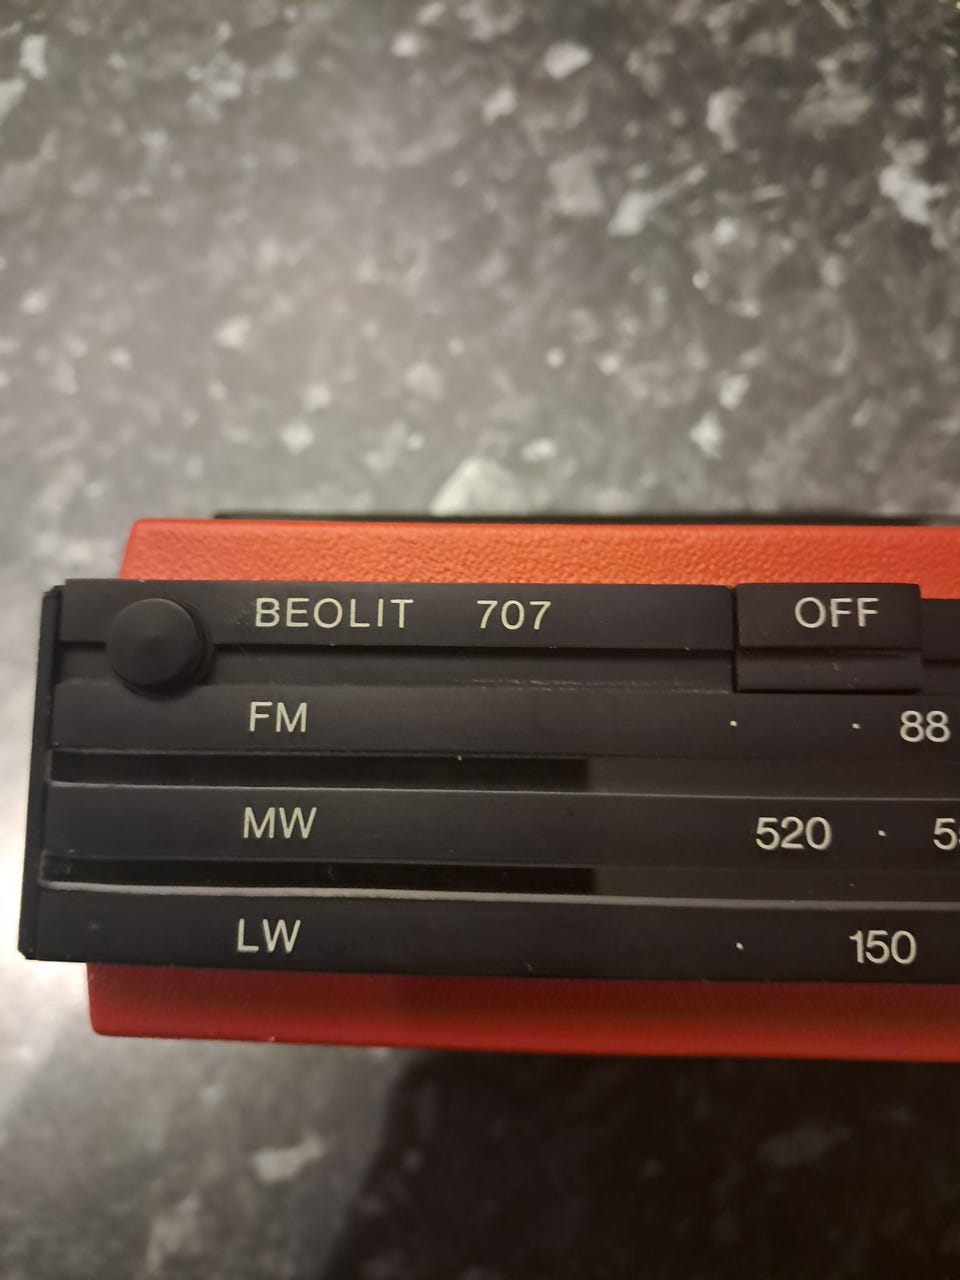 BEOLIT 707 OFF
FM · · 88
MW 520 ·
LW · 150